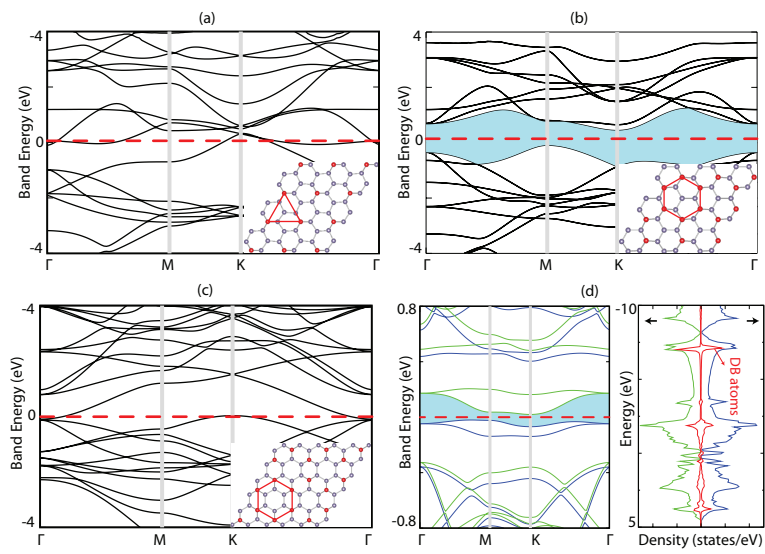 (a)
-4
Band Energy (eV)
0
-4
Γ M K Γ
(b)
4
Band Energy (eV)
0
-4
Γ M K Γ
(c)
-4
Band Energy (eV)
0
-4
Γ M K Γ
(d)
0.8
Band Energy (eV)
-0.8
Γ M K Γ
-10
Energy (eV)
5
DB atoms
Density (states/eV)